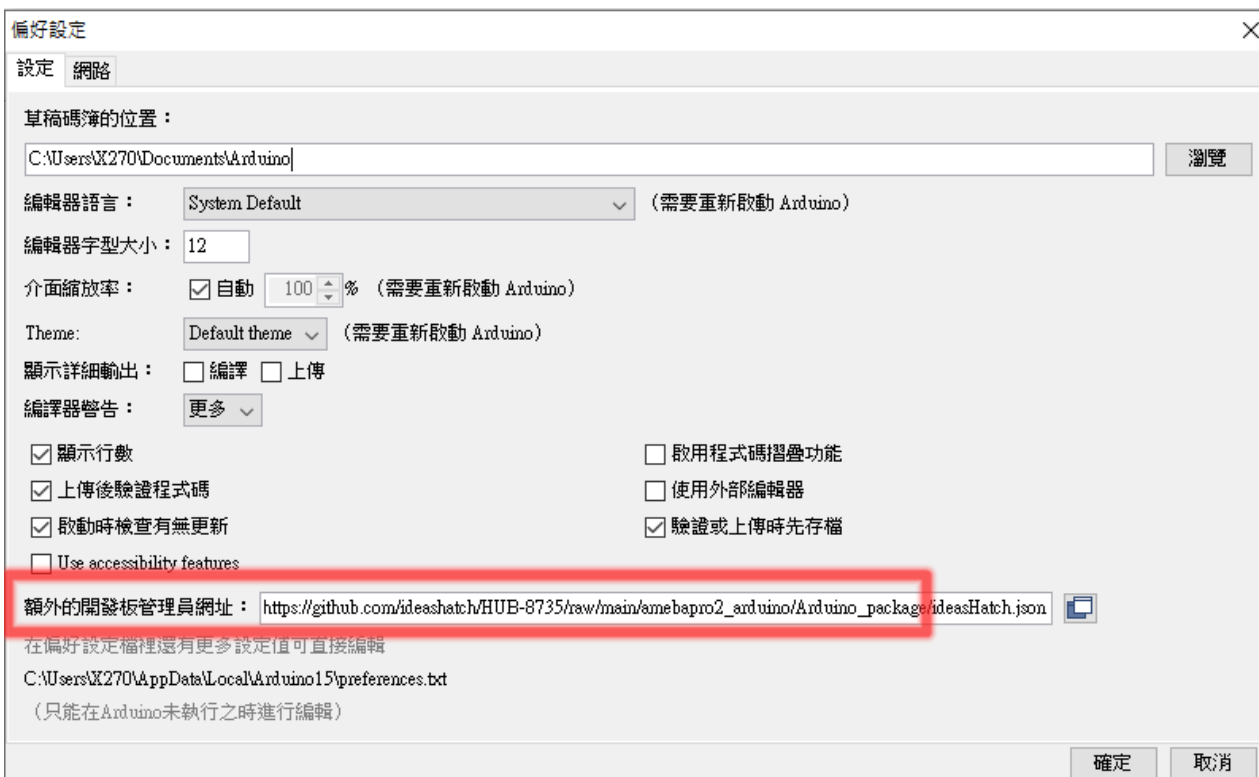 偏好設定
設定 網路
草稿碼簿的位置：
C:\Users\X270\Documents\Arduino 瀏覽
編輯器語言： System Default （需要重新啟動 Arduino）
編輯器字型大小： 12
介面縮放率： 自動 100 % （需要重新啟動 Arduino）
Theme: Default theme （需要重新啟動 Arduino）
顯示詳細輸出： 編譯 上傳
編譯器警告： 更多
顯示行數 啟用程式碼摺疊功能
上傳後驗證程式碼 使用外部編輯器
啟動時檢查有無更新 驗證或上傳時先存檔
Use accessibility features
額外的開發板管理員網址： https://github.com/ideashatch/HUB-8735/raw/main/amebapro2_arduino/Arduino_package/ideasHatch.json
在偏好設定檔裡還有更多設定值可直接編輯
C:\Users\X270\AppData\Local\Arduino15\preferences.txt
（只能在Arduino未執行之時進行編輯）
確定 取消